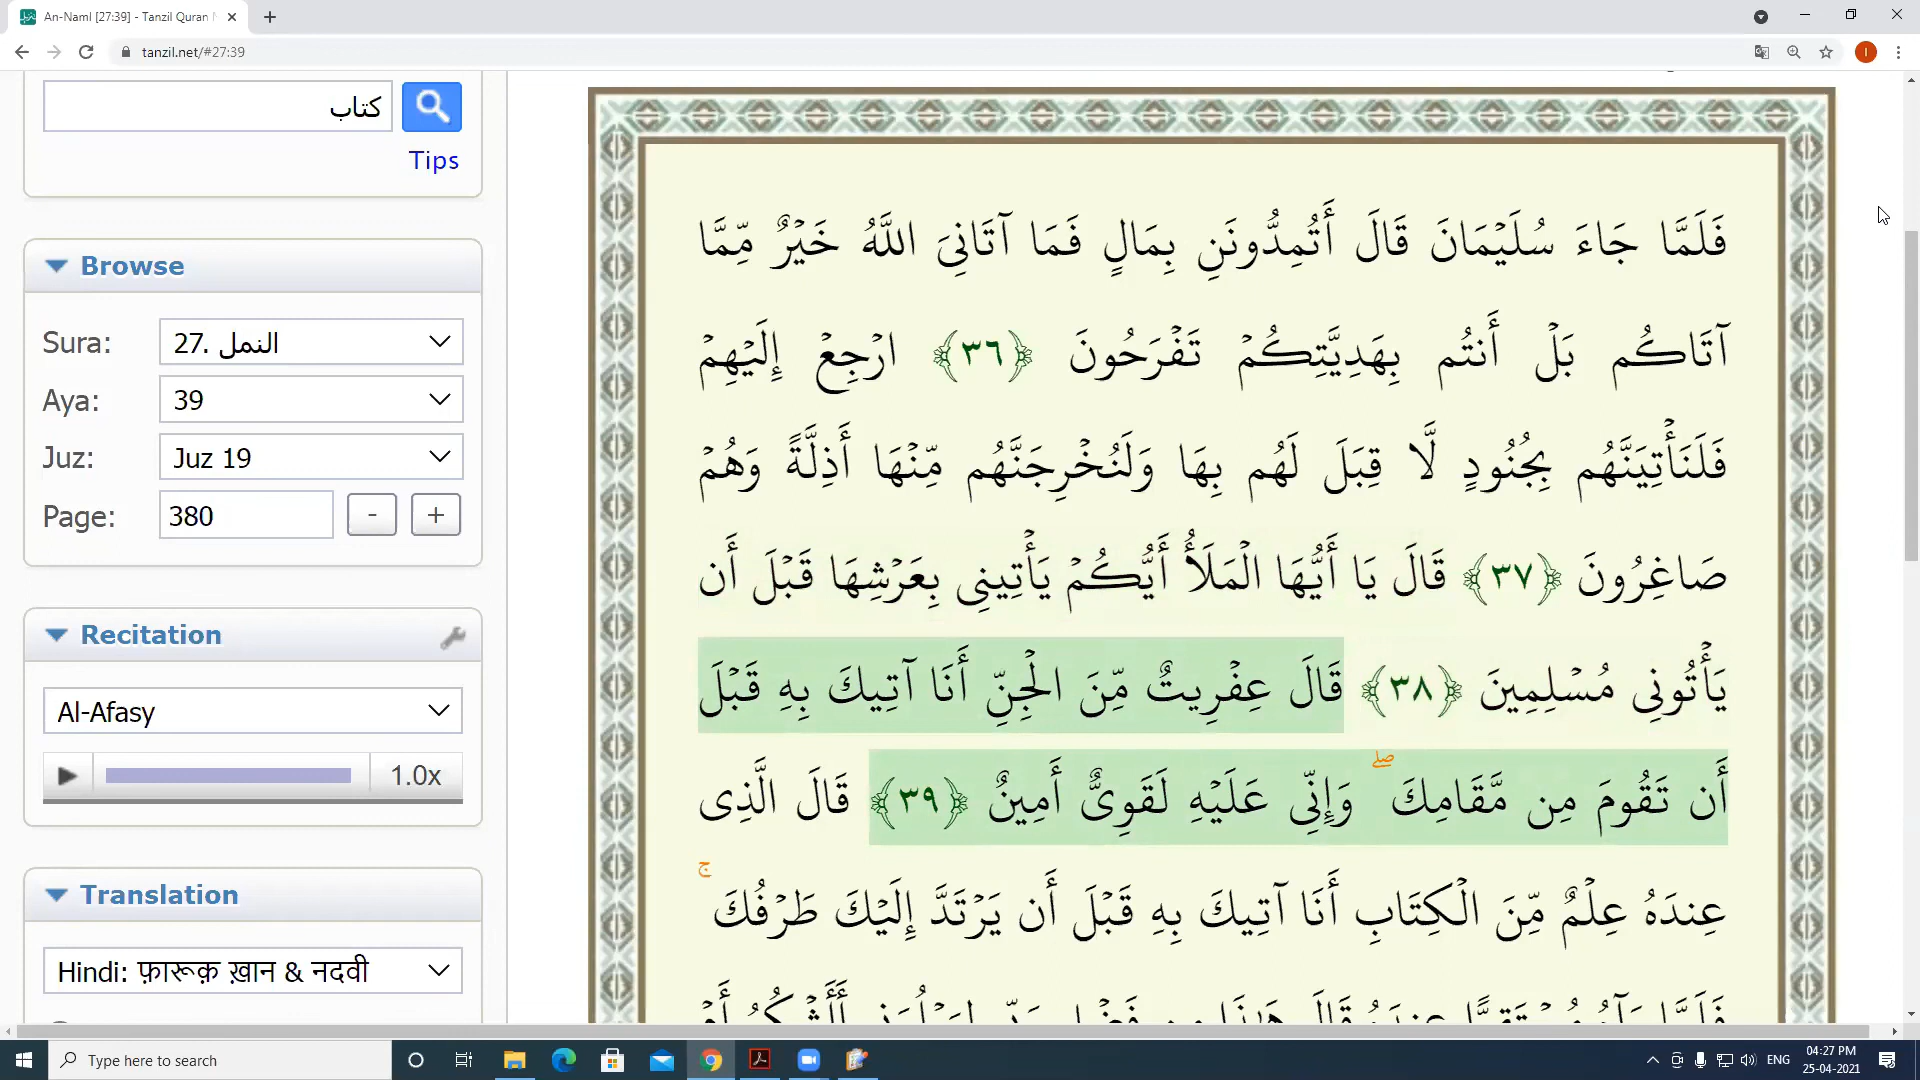 An-Naml [27:39] - Tanzil Quran
tanzil.net/#27:39
كتاب
Tips
Browse
Sura: 27. النمل
Aya: 39
Juz: Juz 19
Page: 380 - +
Recitation
Al-Afasy
1.0x
Translation
Hindi: फ़ारूक़ ख़ान & नदवी
فَلَمَّا جَاءَ سُلَيْمَانَ قَالَ أَتُمِدُّونَنِ بِمَالٍ فَمَا آتَانِيَ اللَّهُ خَيْرٌ مِّمَّا
آتَاكُم بَلْ أَنتُم بِهَدِيَّتِكُمْ تَفْرَحُونَ ﴿٣٦﴾ ارْجِعْ إِلَيْهِمْ
فَلَنَأْتِيَنَّهُم بِجُنُودٍ لَّا قِبَلَ لَهُم بِهَا وَلَنُخْرِجَنَّهُم مِّنْهَا أَذِلَّةً وَهُمْ
صَاغِرُونَ ﴿٣٧﴾ قَالَ يَا أَيُّهَا الْمَلَأُ أَيُّكُمْ يَأْتِينِي بِعَرْشِهَا قَبْلَ أَن
يَأْتُونِي مُسْلِمِينَ ﴿٣٨﴾ قَالَ عِفْرِيتٌ مِّنَ الْجِنِّ أَنَا آتِيكَ بِهِ قَبْلَ
أَن تَقُومَ مِن مَّقَامِكَ ۖ وَإِنِّي عَلَيْهِ لَقَوِيٌّ أَمِينٌ ﴿٣٩﴾ قَالَ الَّذِي
عِندَهُ عِلْمٌ مِّنَ الْكِتَابِ أَنَا آتِيكَ بِهِ قَبْلَ أَن يَرْتَدَّ إِلَيْكَ طَرْفُكَ ۚ
Type here to search
ENG
04:27 PM
25-04-2021